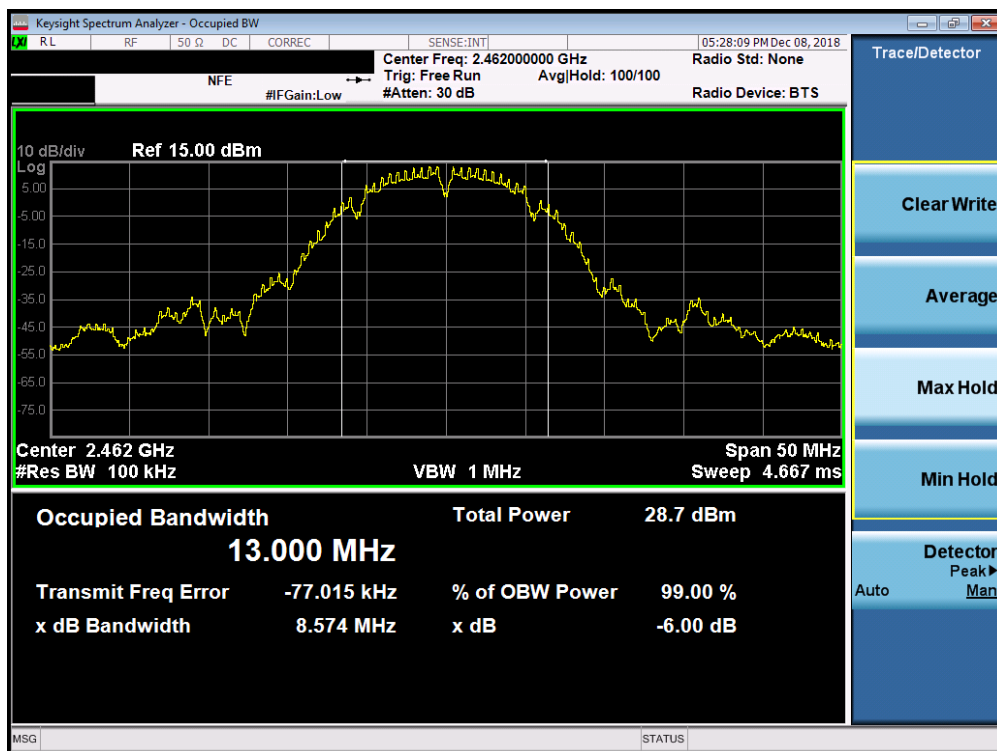 Keysight Spectrum Analyzer - Occupied BW
LXI RL RF 50 Ω DC CORREC SENSE:INT 05:28:09 PM Dec 08, 2018
Center Freq: 2.462000000 GHz Radio Std: None
NFE Trig: Free Run Avg|Hold: 100/100
#IFGain:Low #Atten: 30 dB Radio Device: BTS
10 dB/div Ref 15.00 dBm
Log
5.00
-5.00
-15.0
-25.0
-35.0
-45.0
-55.0
-65.0
-75.0
Center 2.462 GHz Span 50 MHz
#Res BW 100 kHz VBW 1 MHz Sweep 4.667 ms
Occupied Bandwidth Total Power 28.7 dBm
13.000 MHz
Transmit Freq Error -77.015 kHz % of OBW Power 99.00 %
x dB Bandwidth 8.574 MHz x dB -6.00 dB
MSG STATUS
Trace/Detector
Clear Write
Average
Max Hold
Min Hold
Detector
Peak▶
Auto Man